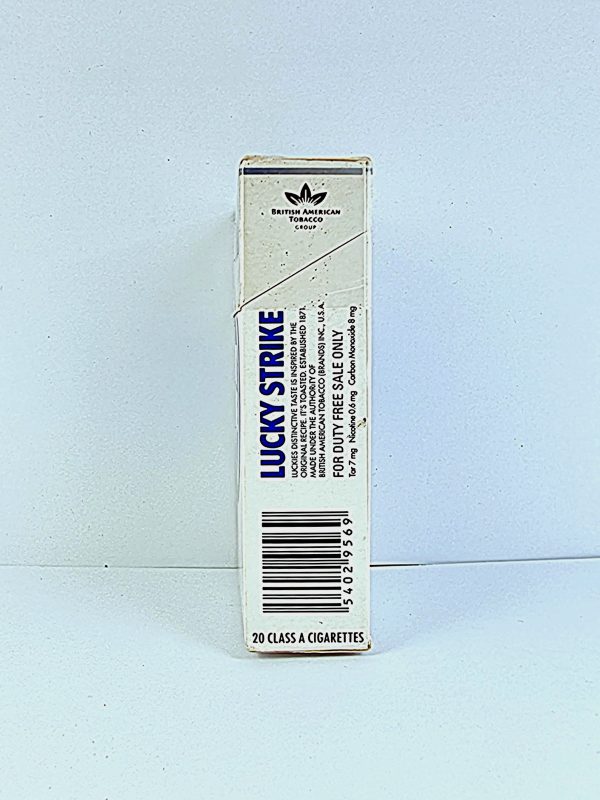 BRITISH AMERICAN
TOBACCO
GROUP
LUCKY STRIKE
LUCKIES DISTINCTIVE TASTE IS INSPIRED BY THE
ORIGINAL RECIPE. IT'S TOASTED. ESTABLISHED 1871.
MADE UNDER THE AUTHORITY OF
BRITISH AMERICAN TOBACCO (BRANDS) INC., U.S.A.
FOR DUTY FREE SALE ONLY
Tar 7 mg Nicotine 0.6 mg Carbon Monoxide 8 mg
54029569
20 CLASS A CIGARETTES